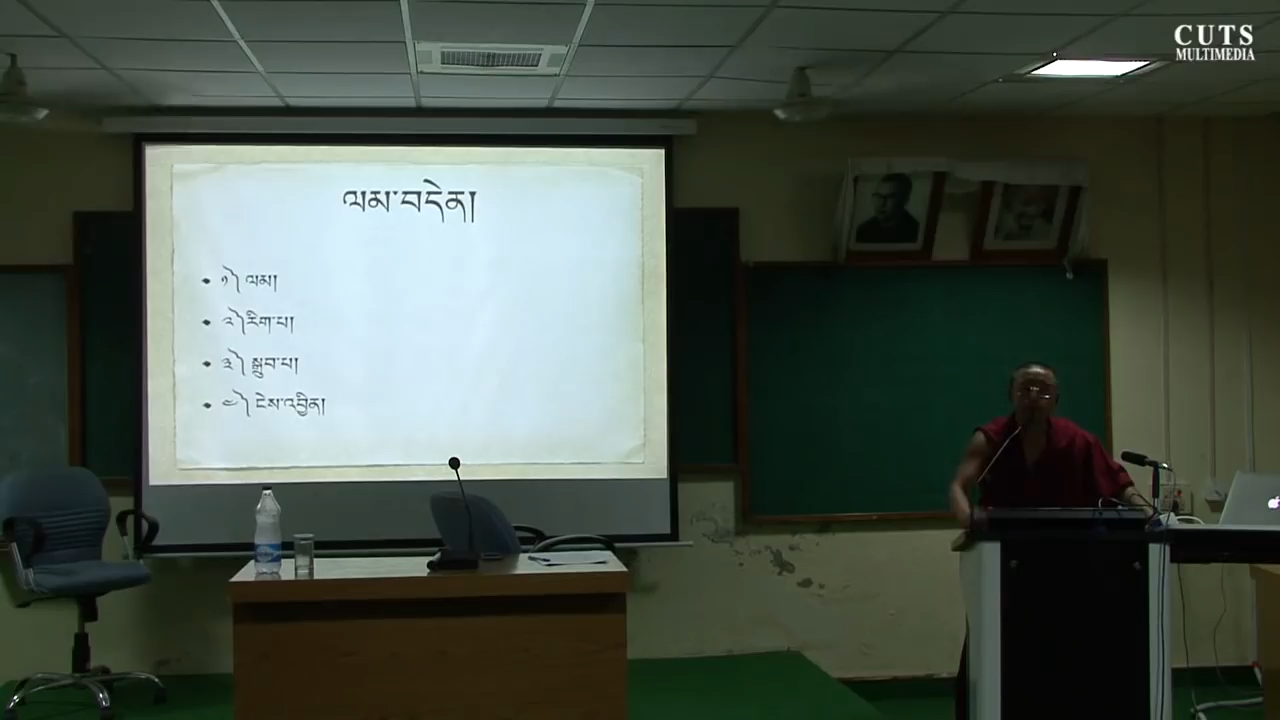 CUTS
MULTIMEDIA
ལམ་བདེན།
• ༡༽ ལམ།
• ༢༽རིག་པ།
• ༣༽ སྒྲུབ་པ།
• ༤༽ ངེས་འབྱིན།